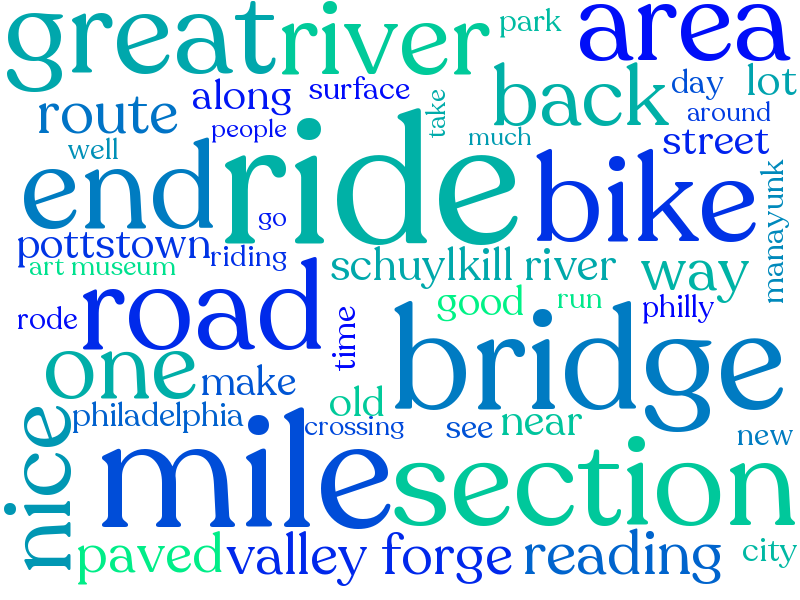 great
river
park
area
route
along
surface
take
back
day
lot
around
people
much
street
well
end
ride
bike
manayunk
go
pottstown
riding
art museum
schuylkill river
way
rode
road
time
good
run
philly
bridge
one
make
old
nice
philadelphia
crossing
see
near
new
mile
section
paved
valley forge
reading
city